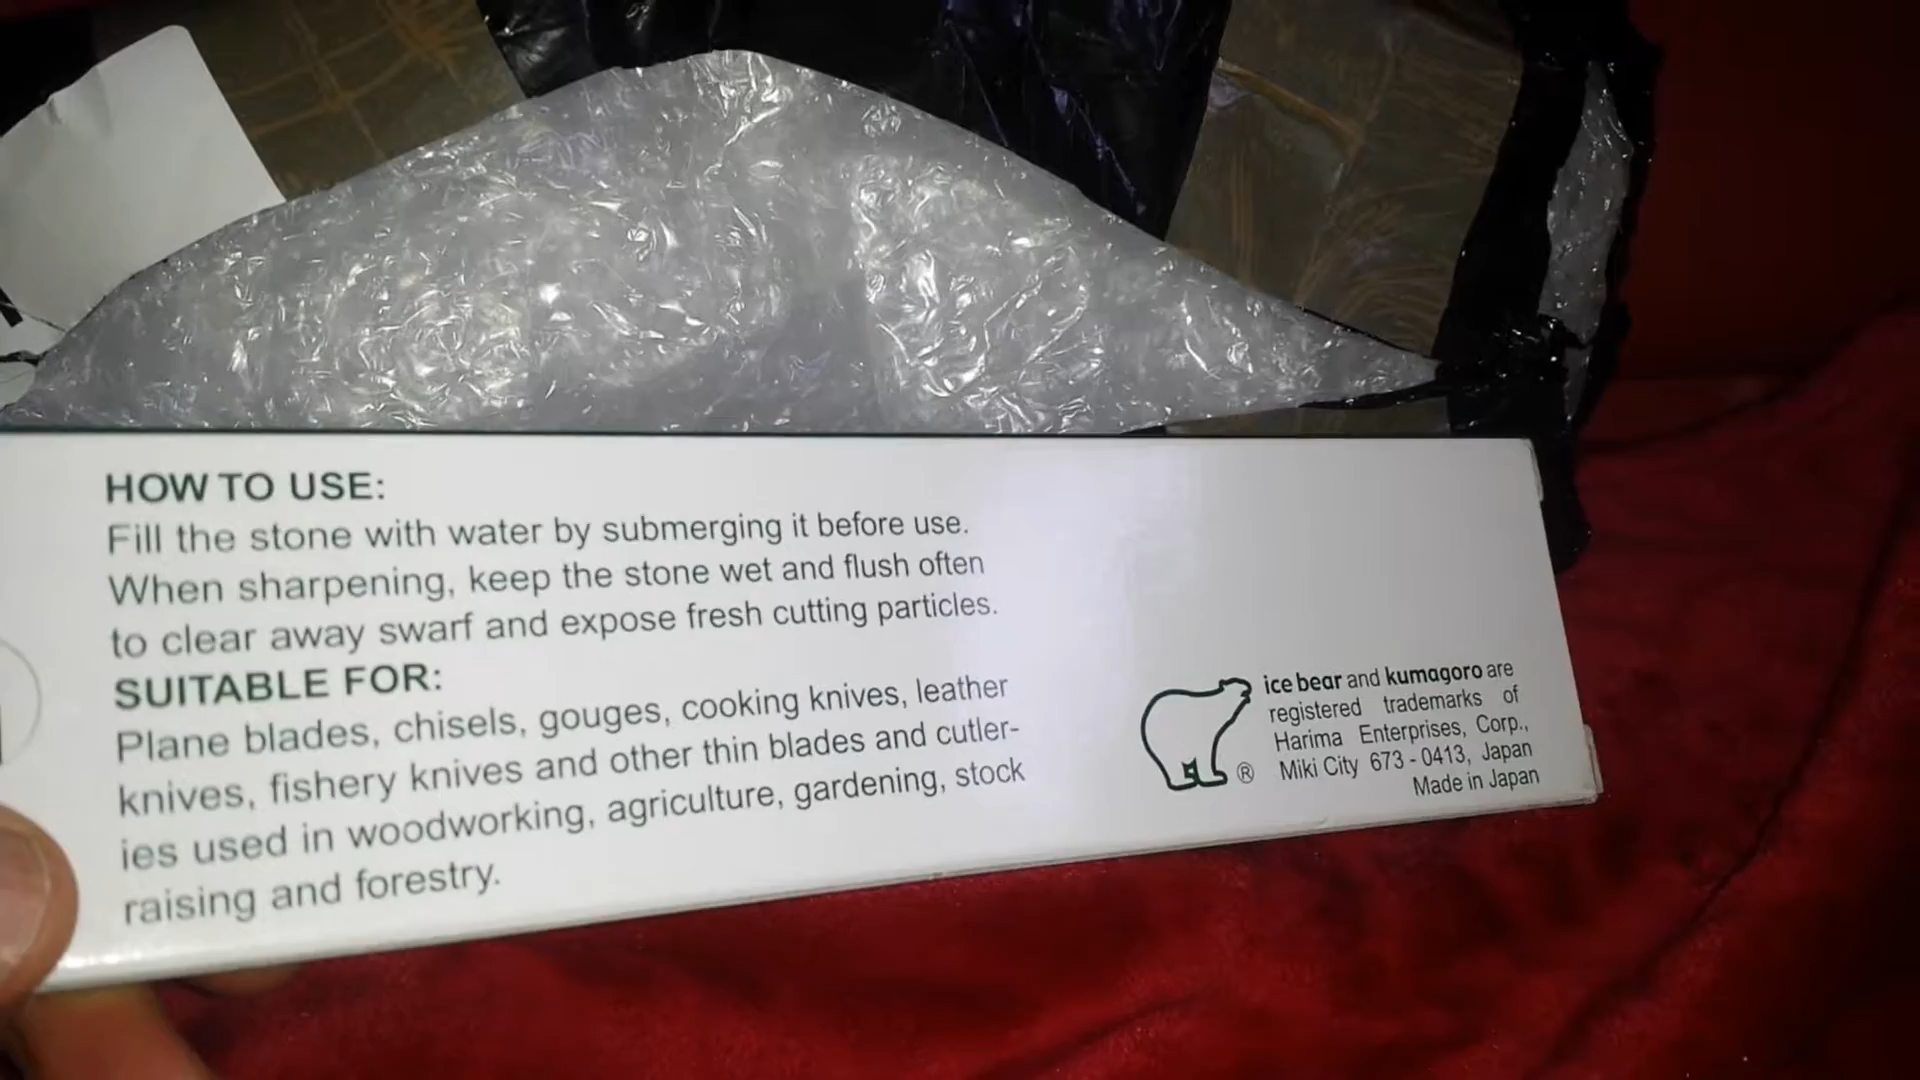 HOW TO USE:
Fill the stone with water by submerging it before use.
When sharpening, keep the stone wet and flush often
to clear away swarf and expose fresh cutting particles.
SUITABLE FOR:
Plane blades, chisels, gouges, cooking knives, leather
knives, fishery knives and other thin blades and cutler-
ies used in woodworking, agriculture, gardening, stock
raising and forestry.
ice bear and kumagoro are
registered trademarks of
Harima Enterprises, Corp.,
Miki City 673-0413, Japan
Made in Japan
®